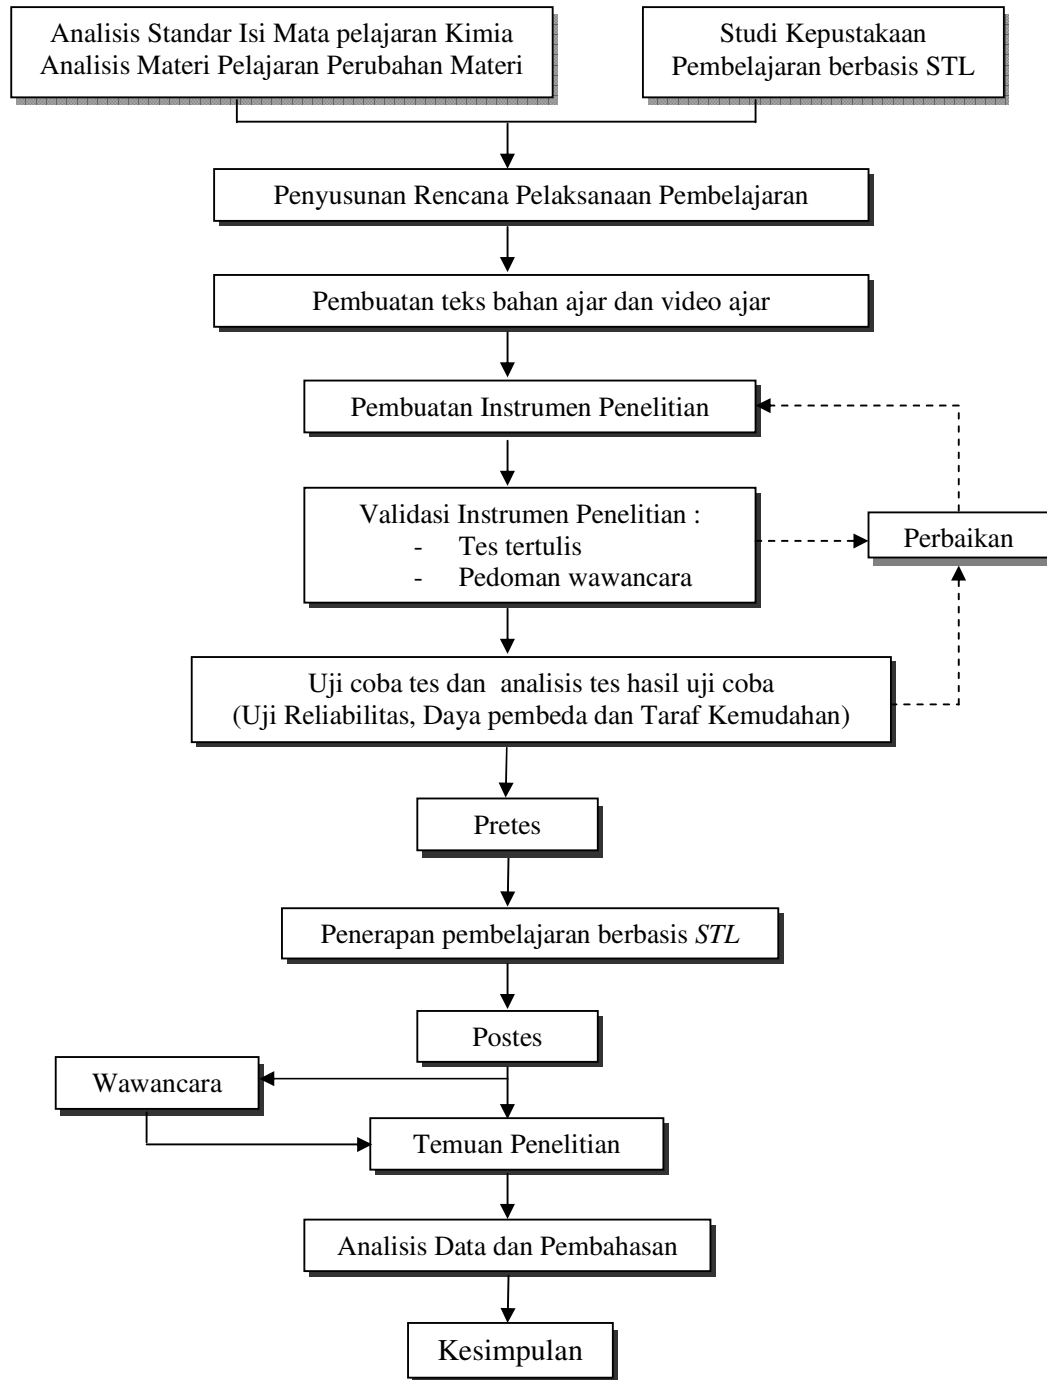 Analisis Standar Isi Mata pelajaran Kimia
Analisis Materi Pelajaran Perubahan Materi
Studi Kepustakaan
Pembelajaran berbasis STL
Penyusunan Rencana Pelaksanaan Pembelajaran
Pembuatan teks bahan ajar dan video ajar
Pembuatan Instrumen Penelitian
Validasi Instrumen Penelitian :
- Tes tertulis
- Pedoman wawancara
Perbaikan
Uji coba tes dan analisis tes hasil uji coba
(Uji Reliabilitas, Daya pembeda dan Taraf Kemudahan)
Pretes
Penerapan pembelajaran berbasis STL
Postes
Wawancara
Temuan Penelitian
Analisis Data dan Pembahasan
Kesimpulan